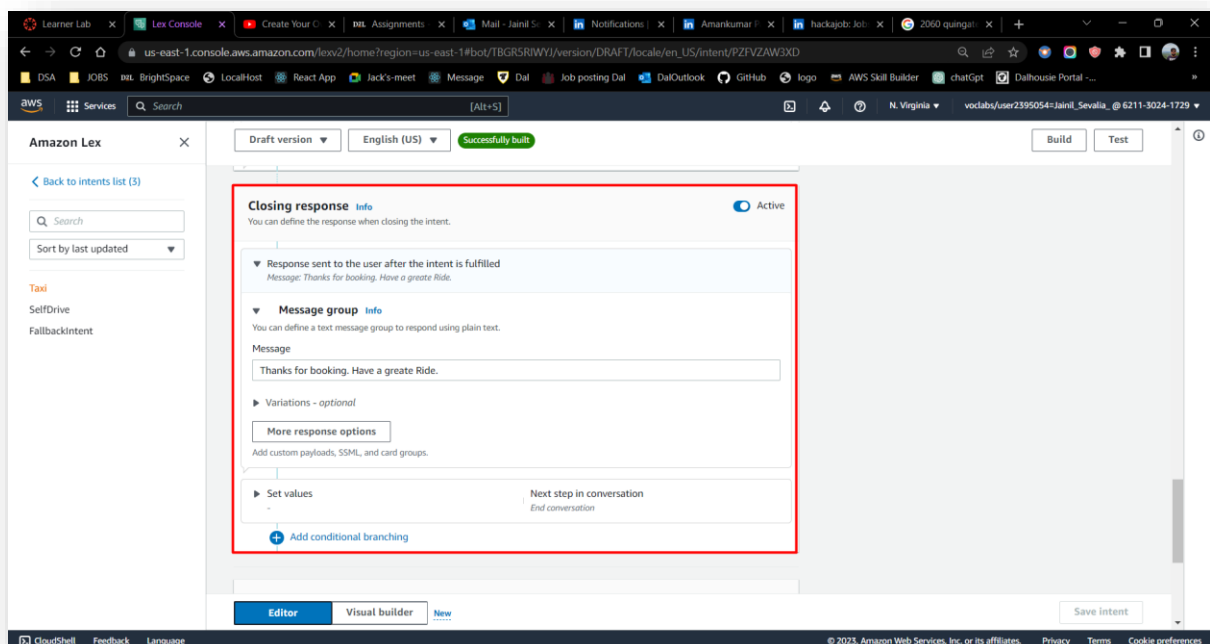 Learner Lab
Lex Console
Create Your O
D2L Assignments -
Mail - Jainil Se
Notifications |
Amankumar P
hackajob: Job
2060 quingate
us-east-1.console.aws.amazon.com/lexv2/home?region=us-east-1#bot/TBGR5RIWYJ/version/DRAFT/locale/en_US/intent/PZFVZAW3XD
DSA
JOBS
D2L BrightSpace
LocalHost
React App
Jack's-meet
Message
Dal
Job posting Dal
DalOutlook
GitHub
logo
AWS Skill Builder
chatGpt
Dalhousie Portal -...
»
aws
Services
Search
[Alt+S]
N. Virginia
voclabs/user2395054=Jainil_Sevalia_ @ 6211-3024-1729
Amazon Lex
Draft version
English (US)
Successfully built
Build
Test
Back to intents list (3)
Search
Sort by last updated
Taxi
SelfDrive
FallbackIntent
Closing response Info
Active
You can define the response when closing the intent.
Response sent to the user after the intent is fulfilled
Message: Thanks for booking. Have a greate Ride.
Message group Info
You can define a text message group to respond using plain text.
Message
Thanks for booking. Have a greate Ride.
Variations - optional
More response options
Add custom payloads, SSML, and card groups.
Set values
-
Next step in conversation
End conversation
Add conditional branching
Editor
Visual builder
New
Save intent
CloudShell
Feedback
Language
© 2023, Amazon Web Services, Inc. or its affiliates.
Privacy
Terms
Cookie preferences